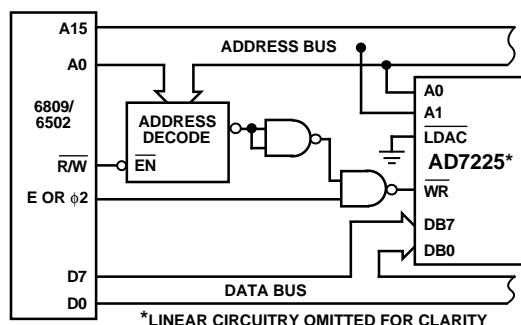 A15
ADDRESS BUS
A0
6809/
6502
ADDRESS
DECODE
R/W
EN
E OR ϕ2
A0
A1
LDAC
AD7225*
WR
DB7
DB0
D7
DATA BUS
D0
*LINEAR CIRCUITRY OMITTED FOR CLARITY